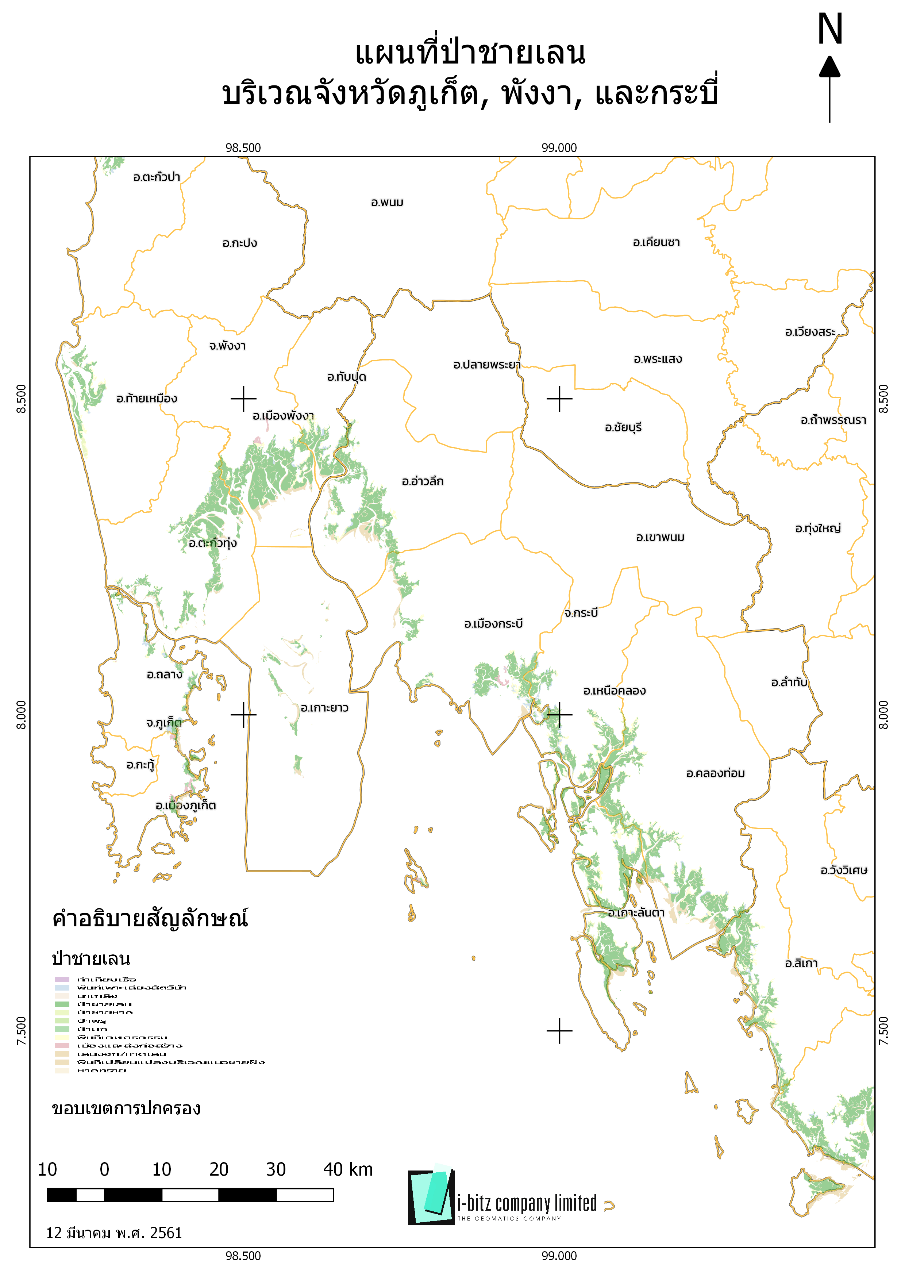 แผนที่ป่าชายเลน
บริเวณจังหวัดภูเก็ต, พังงา, และกระบี่
N
98.500 99.000
อ.ตะกั่วป่า
อ.พนม
อ.กะปง
อ.เคียนซา
อ.เวียงสระ
จ.พังงา
อ.พระแสง
อ.ปลายพระยา
อ.ทับปุด
8.500 8.500
อ.ท้ายเหมือง
อ.เมืองพังงา
อ.ถ้ำพรรณรา
อ.ชัยบุรี
อ.อ่าวลึก
อ.ทุ่งใหญ่
อ.เขาพนม
อ.ตะกั่วทุ่ง
จ.กระบี่
อ.เมืองกระบี่
อ.ถลาง
อ.ลำทับ
อ.เหนือคลอง
อ.เกาะยาว
8.000 8.000
จ.ภูเก็ต
อ.กะทู้
อ.คลองท่อม
อ.เมืองภูเก็ต
อ.วังวิเศษ
อ.เกาะลันตา
อ.สิเกา
คำอธิบายสัญลักษณ์
ป่าชายเลน
7.500 7.500
ขอบเขตการปกครอง
10 0 10 20 30 40 km
i-bitz company limited
THE GEOMATICS COMPANY
12 มีนาคม พ.ศ. 2561
98.500 99.000